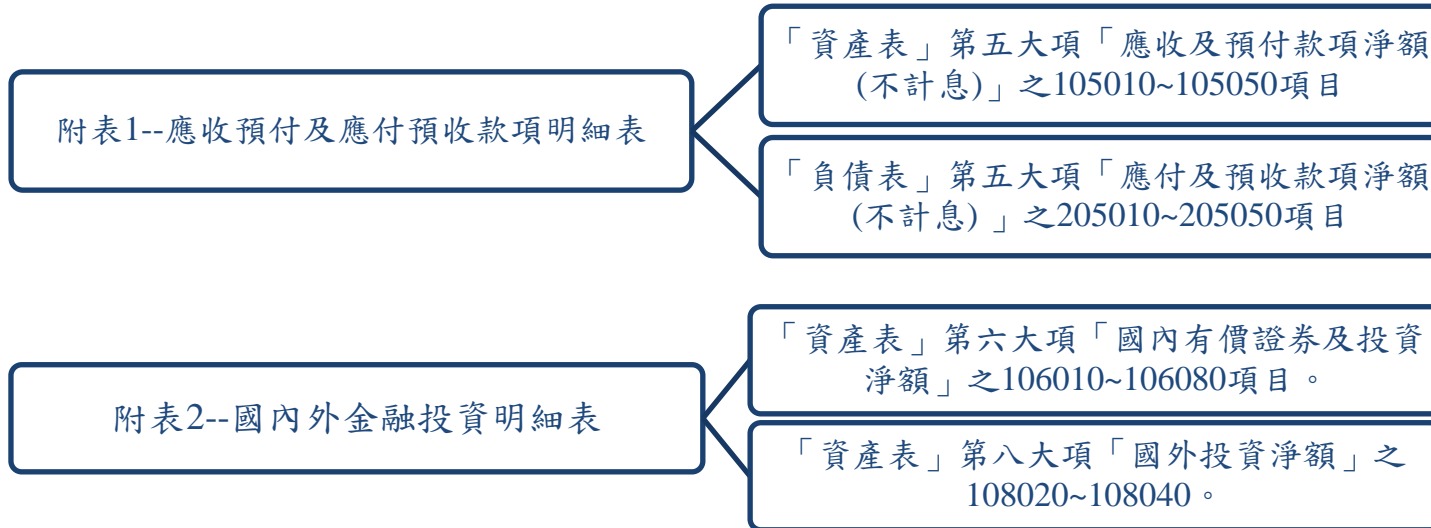 附表1--應收預付及應付預收款項明細表
「資產表」第五大項「應收及預付款項淨額
(不計息)」之105010~105050項目
「負債表」第五大項「應付及預收款項淨額
(不計息) 」之205010~205050項目
附表2--國內外金融投資明細表
「資產表」第六大項「國內有價證券及投資
淨額」之106010~106080項目。
「資產表」第八大項「國外投資淨額」之
108020~108040。